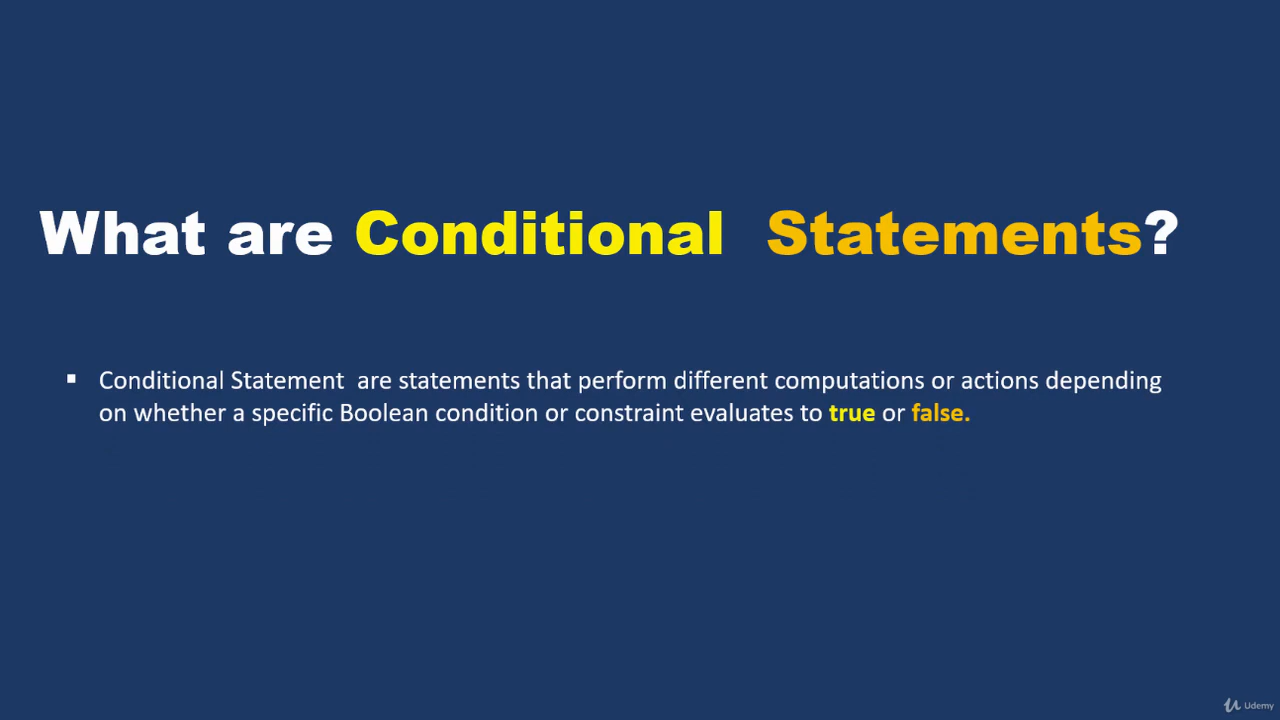 What are Conditional Statements?
▪ Conditional Statement are statements that perform different computations or actions depending
on whether a specific Boolean condition or constraint evaluates to true or false.
Udemy